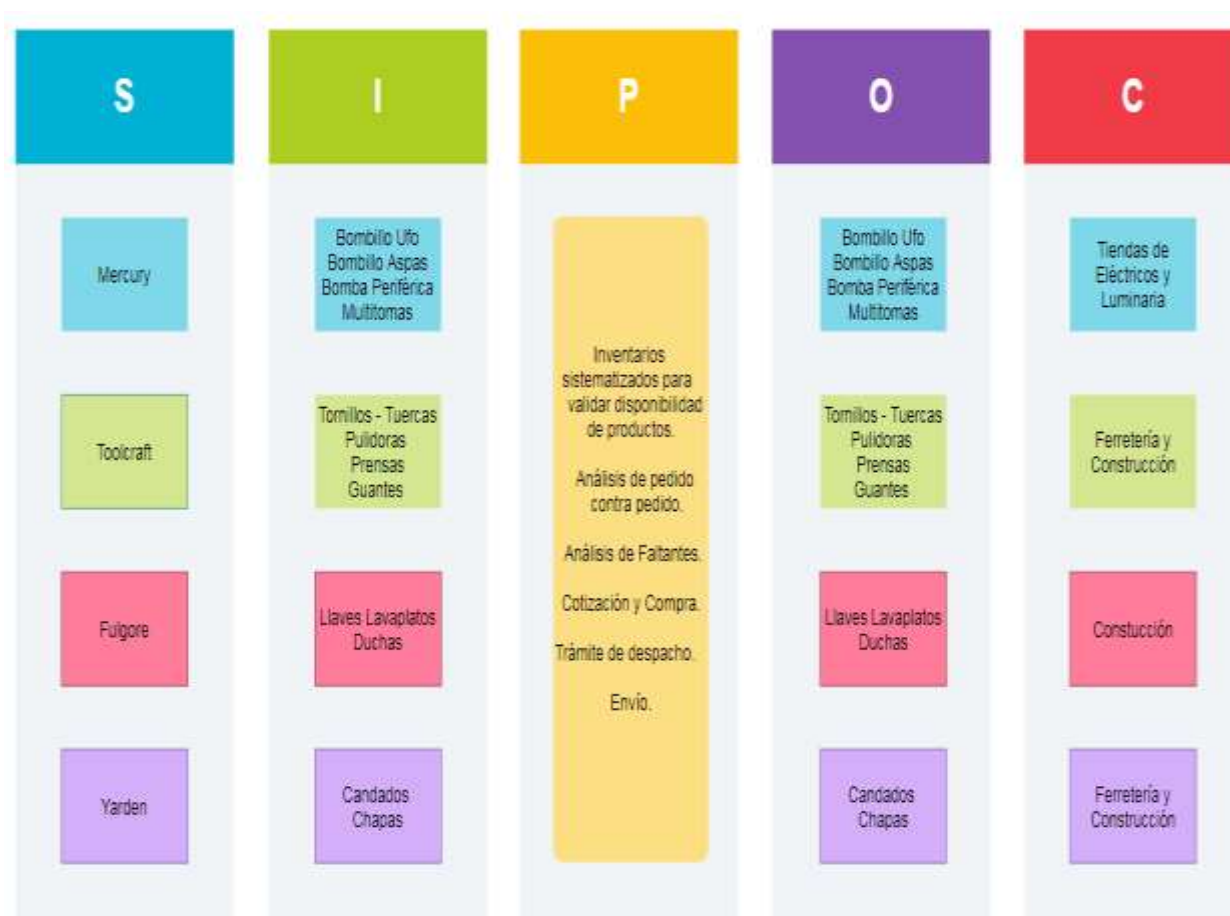 S
I
P
O
C
Mercury
Bombillo Ufo
Bombillo Aspas
Bomba Periférica
Multitomas
Bombillo Ufo
Bombillo Aspas
Bomba Periférica
Multitomas
Tiendas de
Eléctricos y
Luminaria
Inventarios
sistematizados para
validar disponibilidad
de productos.
Análisis de pedido
contra pedido.
Análisis de Faltantes.
Cotización y Compra.
Trámite de despacho.
Envío.
Toolcraft
Tornillos - Tuercas
Pulidoras
Prensas
Guantes
Tornillos - Tuercas
Pulidoras
Prensas
Guantes
Ferretería y
Construcción
Fulgore
Llaves Lavaplatos
Duchas
Llaves Lavaplatos
Duchas
Constucción
Yarden
Candados
Chapas
Candados
Chapas
Ferretería y
Construcción